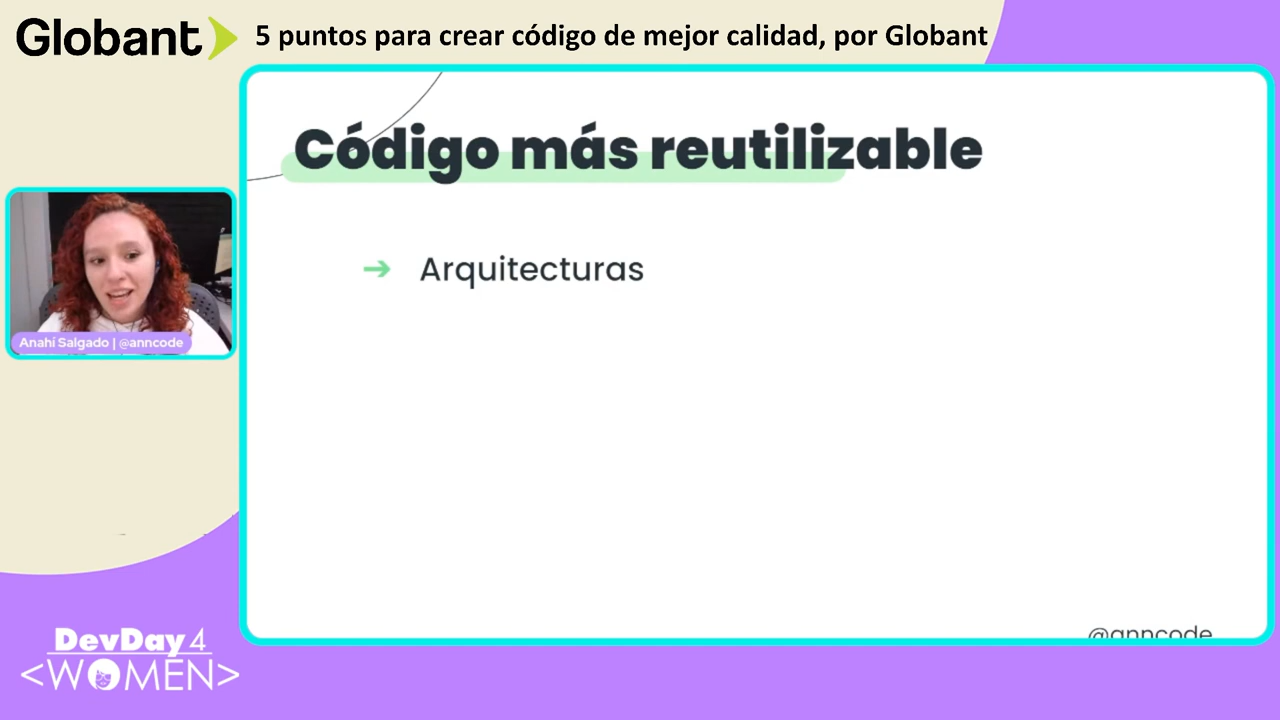 Globant
5 puntos para crear código de mejor calidad, por Globant
Código más reutilizable
➔ Arquitecturas
Anahí Salgado | @anncode
@anncode
DevDay 4
<WOMEN>